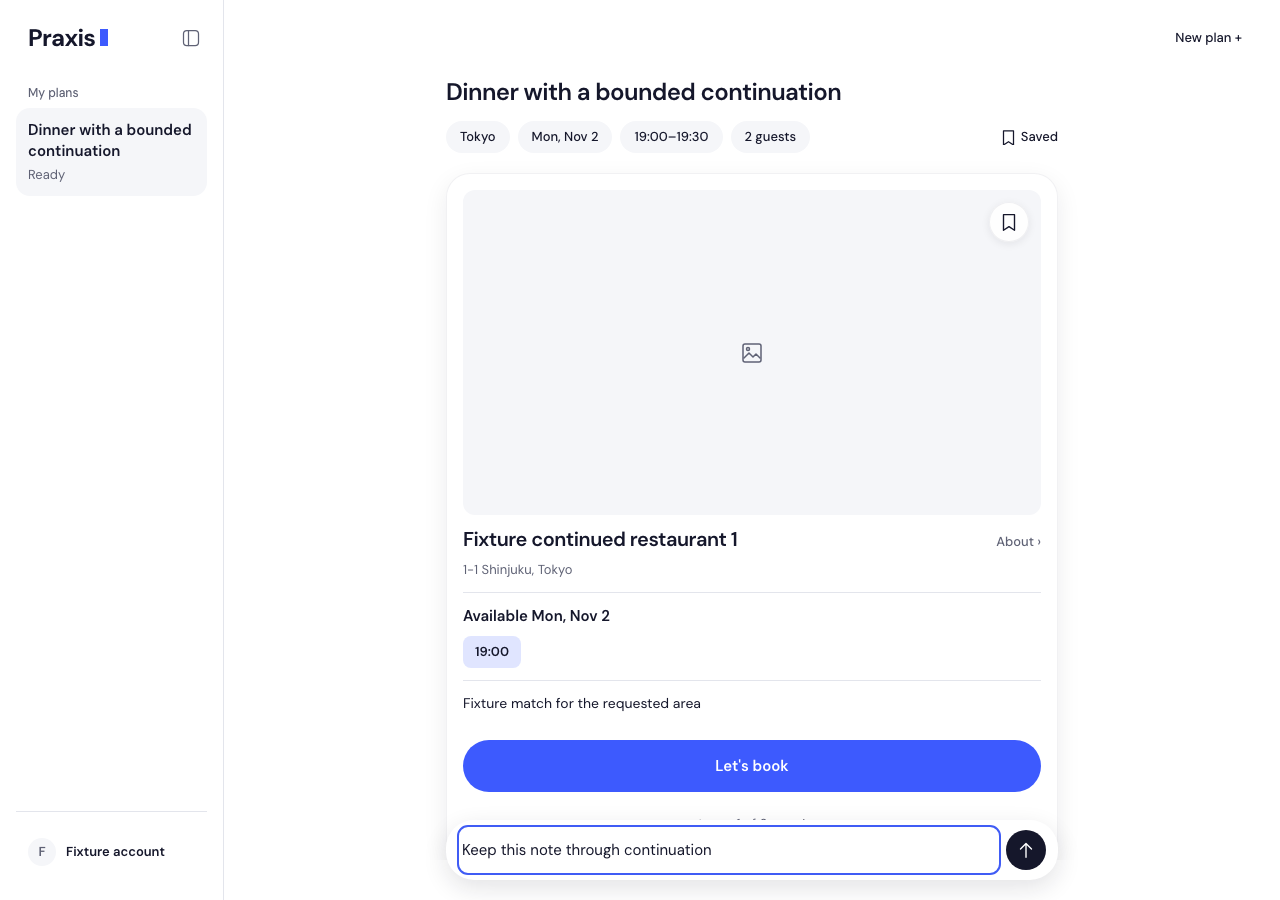 Praxis
New plan +
My plans
Dinner with a bounded
continuation
Ready
Dinner with a bounded continuation
Tokyo
Mon, Nov 2
19:00–19:30
2 guests
Saved
Fixture continued restaurant 1
About ›
1-1 Shinjuku, Tokyo
Available Mon, Nov 2
19:00
Fixture match for the requested area
Let's book
Keep this note through continuation
F
Fixture account